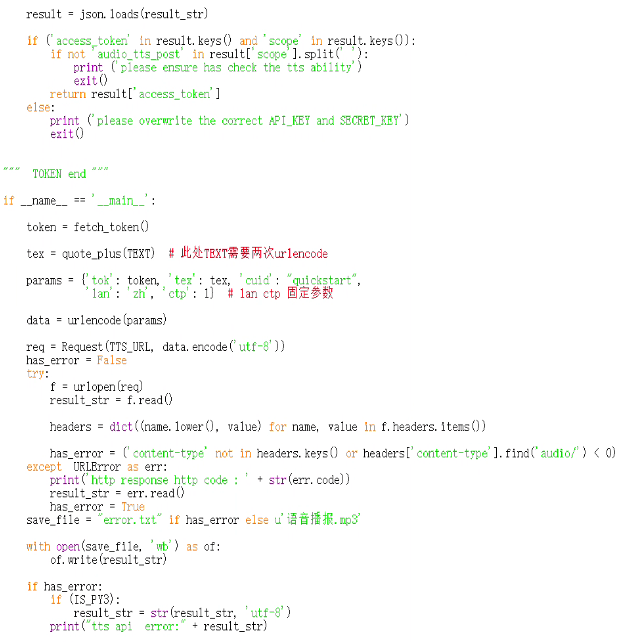 result = json.loads(result_str)
if ('access_token' in result.keys() and 'scope' in result.keys()):
if not 'audio_tts_post' in result['scope'].split(' '):
print ('please ensure has check the tts ability')
exit()
return result['access_token']
else:
print ('please overwrite the correct API_KEY and SECRET_KEY')
exit()
""" TOKEN end """
if __name__ == '__main__':
token = fetch_token()
tex = quote_plus(TEXT) # 此处TEXT需要两次urlencode
params = {'tok': token, 'tex': tex, 'cuid': "quickstart",
'lan': 'zh', 'ctp': 1} # lan ctp 固定参数
data = urlencode(params)
req = Request(TTS_URL, data.encode('utf-8'))
has_error = False
try:
f = urlopen(req)
result_str = f.read()
headers = dict((name.lower(), value) for name, value in f.headers.items())
has_error = ('content-type' not in headers.keys() or headers['content-type'].find('audio/') < 0)
except URLError as err:
print('http response http code : ' + str(err.code))
result_str = err.read()
has_error = True
save_file = "error.txt" if has_error else u'语音播报.mp3'
with open(save_file, 'wb') as of:
of.write(result_str)
if has_error:
if (IS_PY3):
result_str = str(result_str, 'utf-8')
print("tts api error:" + result_str)